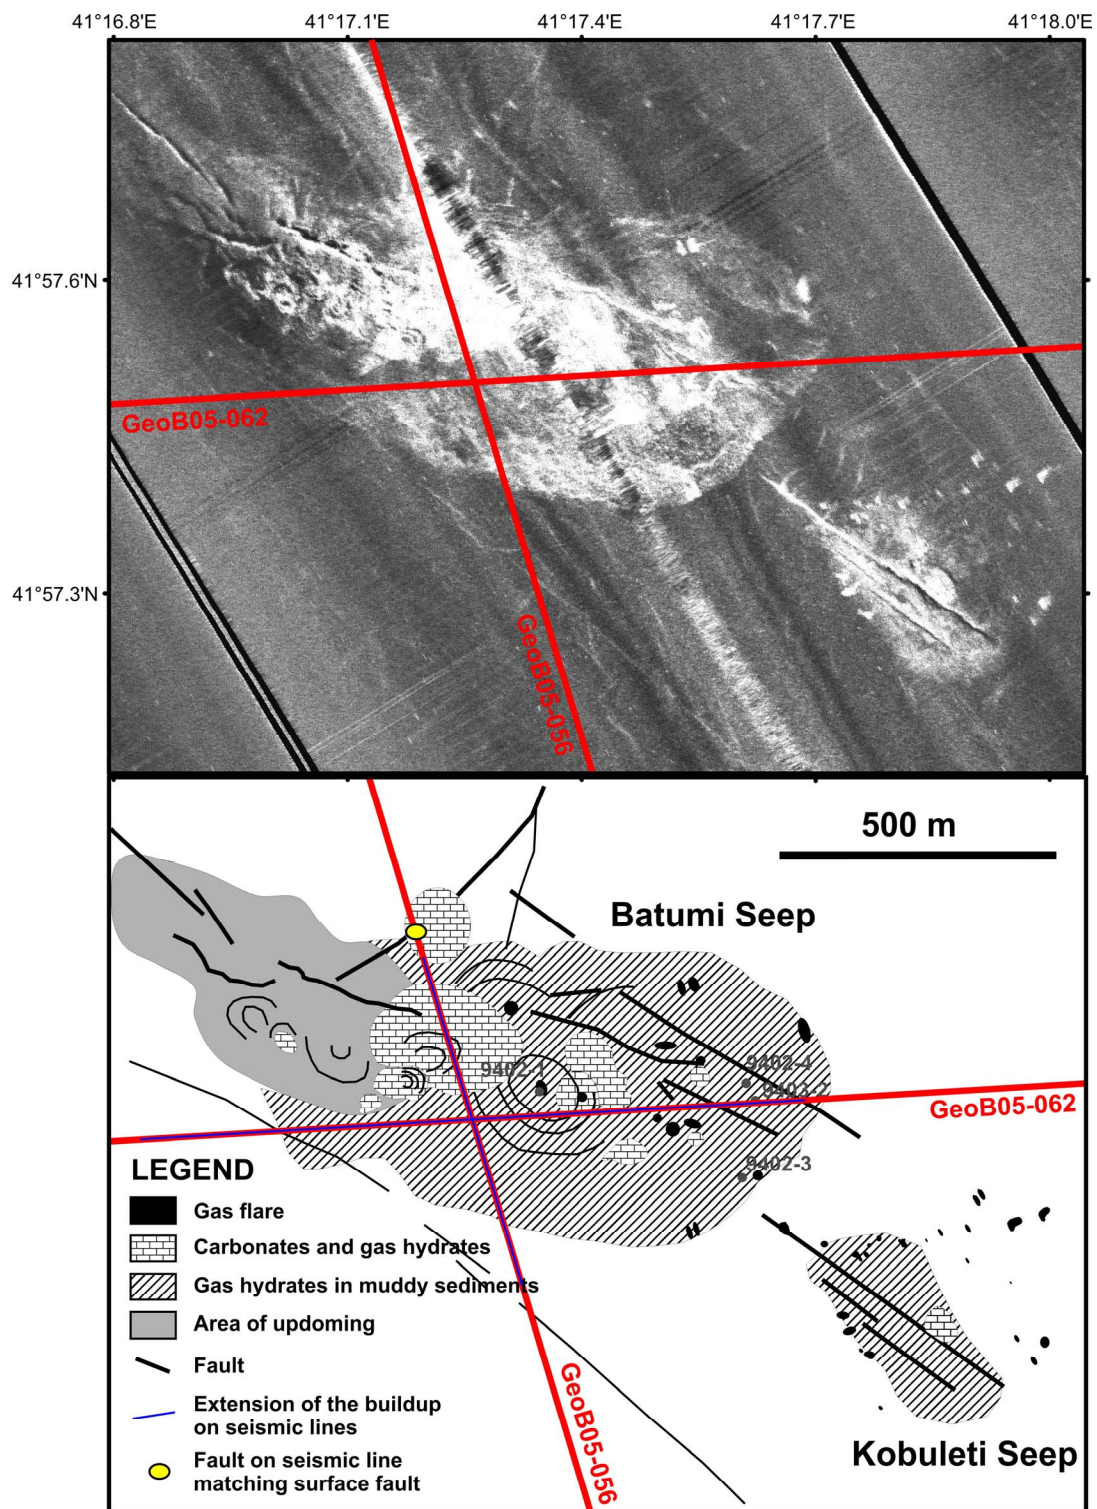 41°16.8'E 41°17.1'E 41°17.4'E 41°17.7'E 41°18.0'E
41°57.6'N
GeoB05-062
41°57.3'N
GeoB05-056
500 m
Batumi Seep
9402-4
9402-1
9403-2
GeoB05-062
9402-3
LEGEND
Gas flare
Carbonates and gas hydrates
Gas hydrates in muddy sediments
Area of updoming
Fault
Extension of the buildup
on seismic lines
Fault on seismic line
matching surface fault
GeoB05-056
Kobuleti Seep